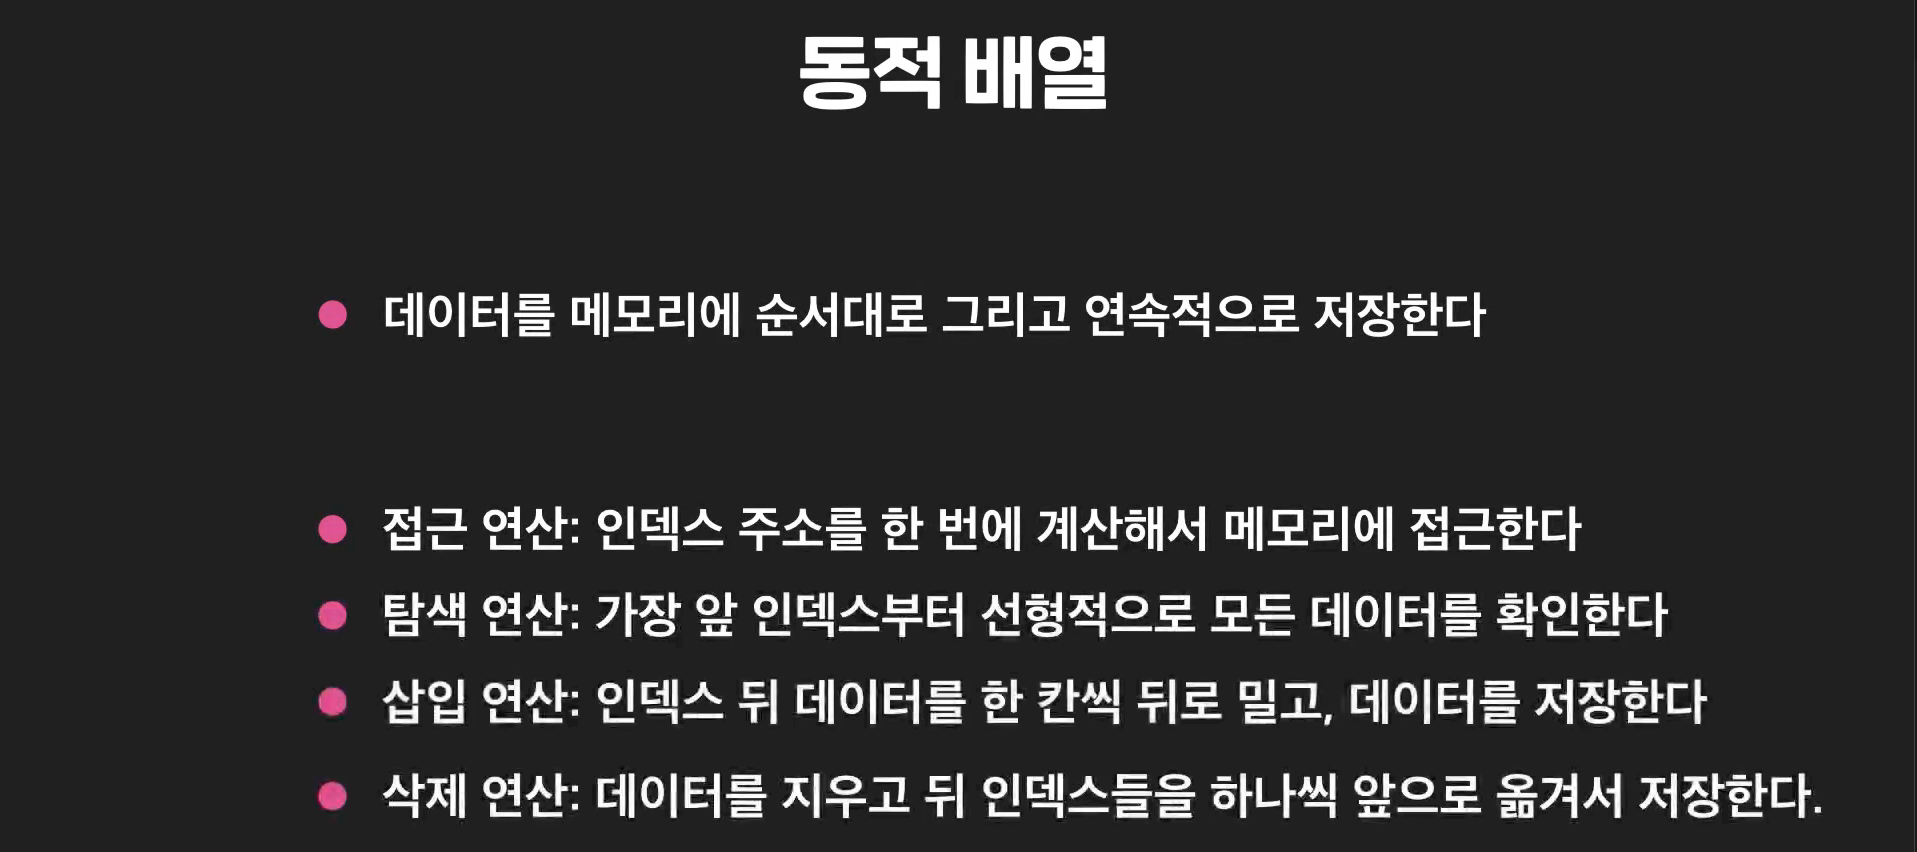 동적 배열
데이터를 메모리에 순서대로 그리고 연속적으로 저장한다
접근 연산: 인덱스 주소를 한 번에 계산해서 메모리에 접근한다
탐색 연산: 가장 앞 인덱스부터 선형적으로 모든 데이터를 확인한다
삽입 연산: 인덱스 뒤 데이터를 한 칸씩 뒤로 밀고, 데이터를 저장한다
삭제 연산: 데이터를 지우고 뒤 인덱스들을 하나씩 앞으로 옮겨서 저장한다.